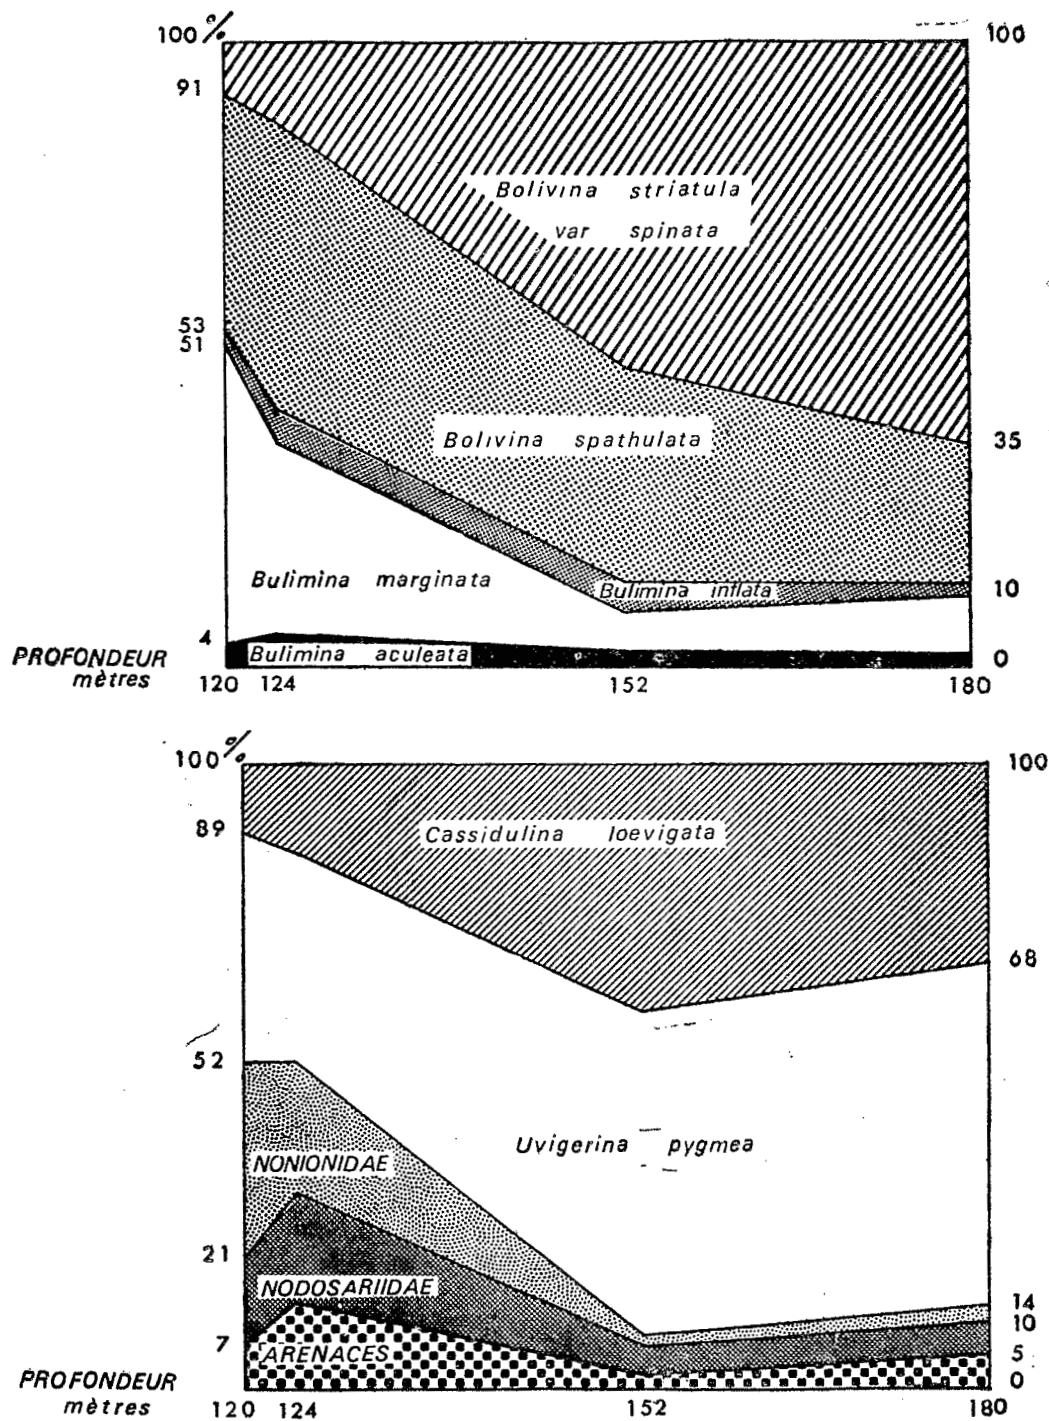 100 %
100
91
Bolivina striatula
var spinata
53
51
35
Bolivina spathulata
Bulimina marginata
Bulimina inflata
10
4
Bulimina aculeata
0
PROFONDEUR
mètres
120 124 152 180
100 %
100
89
Cassidulina loevigata
68
52
Uvigerina pygmea
NONIONIDAE
21
NODOSARIIDAE
14
10
7
ARENACES
5
0
PROFONDEUR
mètres
120 124 152 180